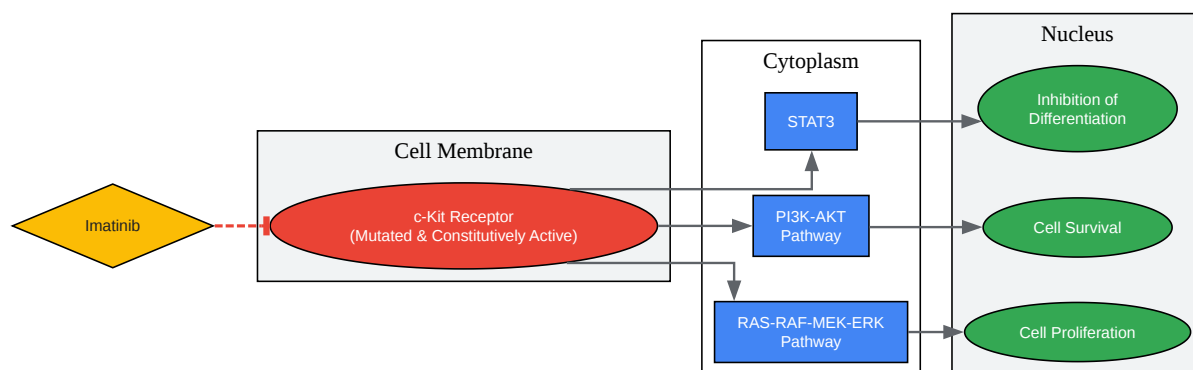 Nucleus
Cytoplasm
Inhibition of
Differentiation
STAT3
Cell Membrane
Imatinib
c-Kit Receptor
(Mutated & Constitutively Active)
PI3K-AKT
Pathway
Cell Survival
RAS-RAF-MEK-ERK
Pathway
Cell Proliferation